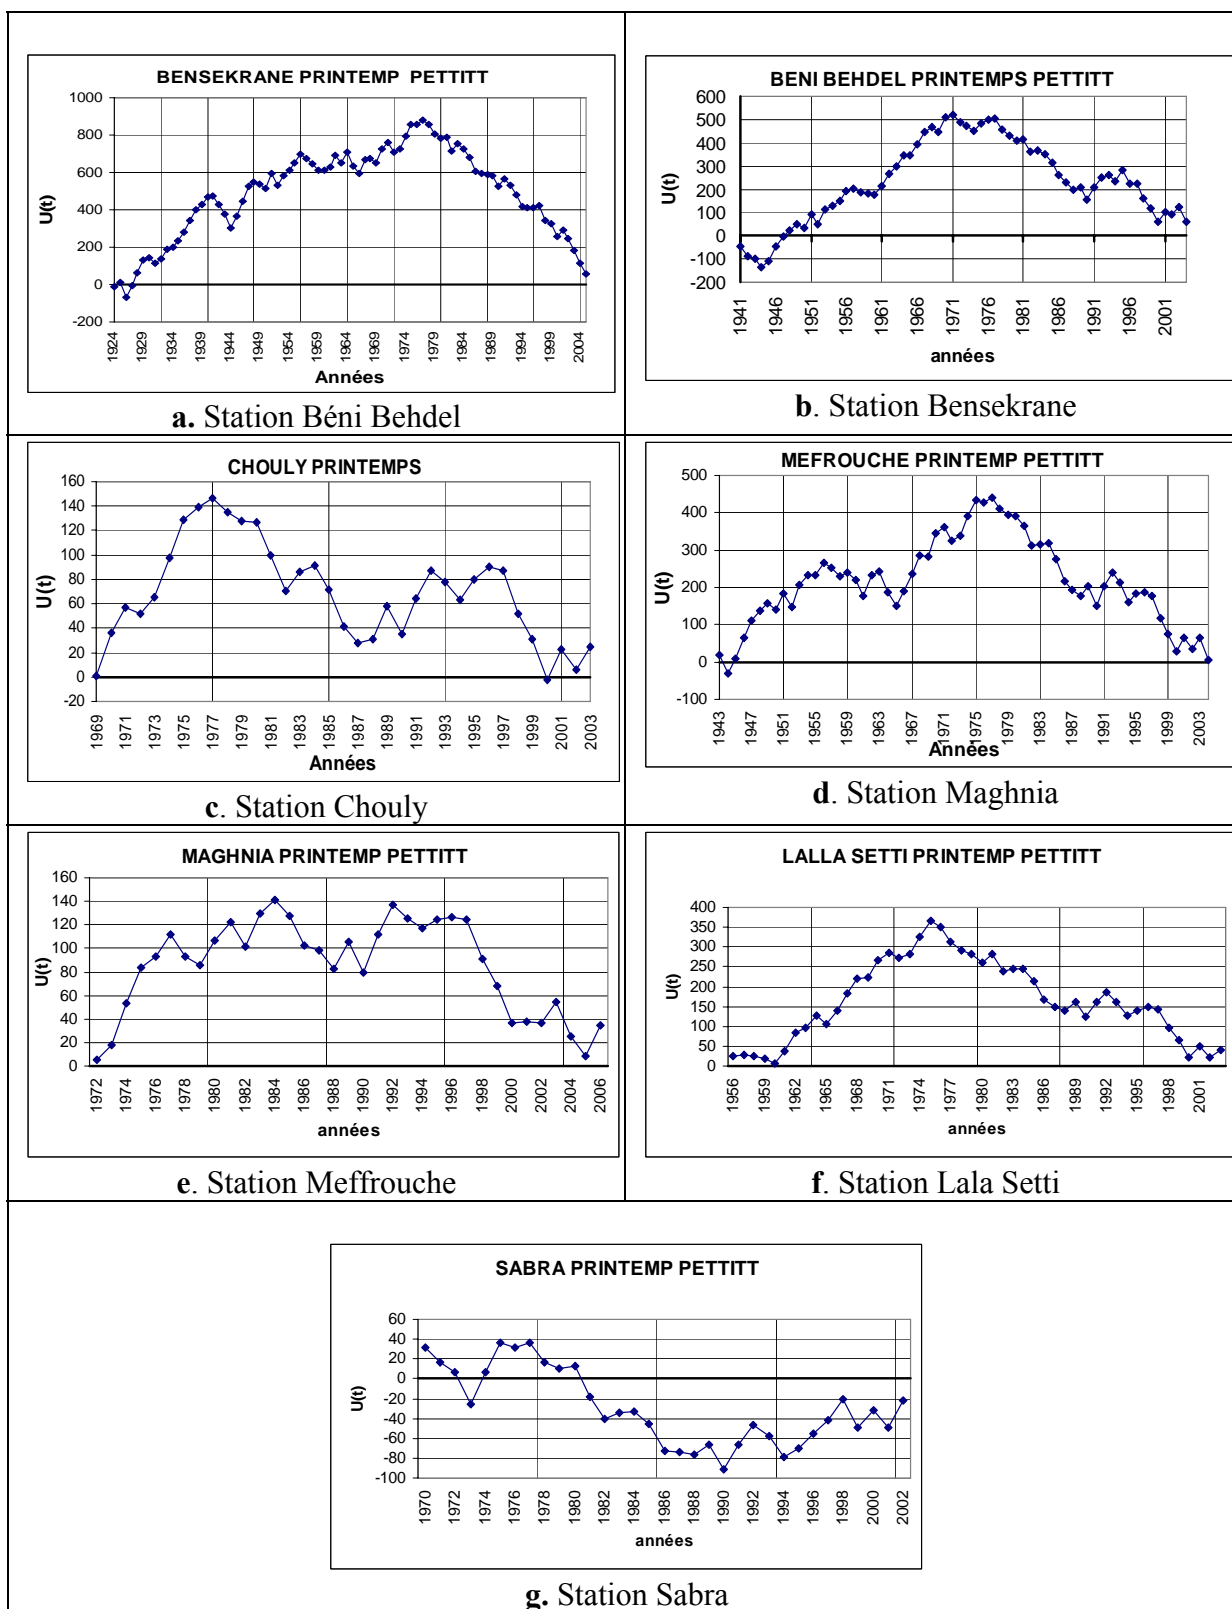 BENSEKRANE PRINTEMP PETTITT
1000
800
600
400
200
0
-200
U(t)
1924 1929 1934 1939 1944 1949 1954 1959 1964 1969 1974 1979 1984 1989 1994 1999 2004
Années
a. Station Béni Behdel
BENI BEHDEL PRINTEMPS PETTITT
600
500
400
300
200
100
0
-100
-200
U(t)
1941 1946 1951 1956 1961 1966 1971 1976 1981 1986 1991 1996 2001
années
b. Station Bensekrane
CHOULY PRINTEMPS
160
140
120
100
80
60
40
20
0
-20
U(t)
1969 1971 1973 1975 1977 1979 1981 1983 1985 1987 1989 1991 1993 1995 1997 1999 2001 2003
Années
c. Station Chouly
MEFROUCHE PRINTEMP PETTITT
500
400
300
200
100
0
-100
U(t)
1943 1947 1951 1955 1959 1963 1967 1971 1975 1979 1983 1987 1991 1995 1999 2003
Années
d. Station Maghnia
MAGHNIA PRINTEMP PETTITT
160
140
120
100
80
60
40
20
0
U(t)
1972 1974 1976 1978 1980 1982 1984 1986 1988 1990 1992 1994 1996 1998 2000 2002 2004 2006
années
e. Station Meffrouche
LALLA SETTI PRINTEMP PETTITT
400
350
300
250
200
150
100
50
0
U(t)
1956 1959 1962 1965 1968 1971 1974 1977 1980 1983 1986 1989 1992 1995 1998 2001
années
f. Station Lala Setti
SABRA PRINTEMP PETTITT
60
40
20
0
-20
-40
-60
-80
-100
U(t)
1970 1972 1974 1976 1978 1980 1982 1984 1986 1988 1990 1992 1994 1996 1998 2000 2002
années
g. Station Sabra